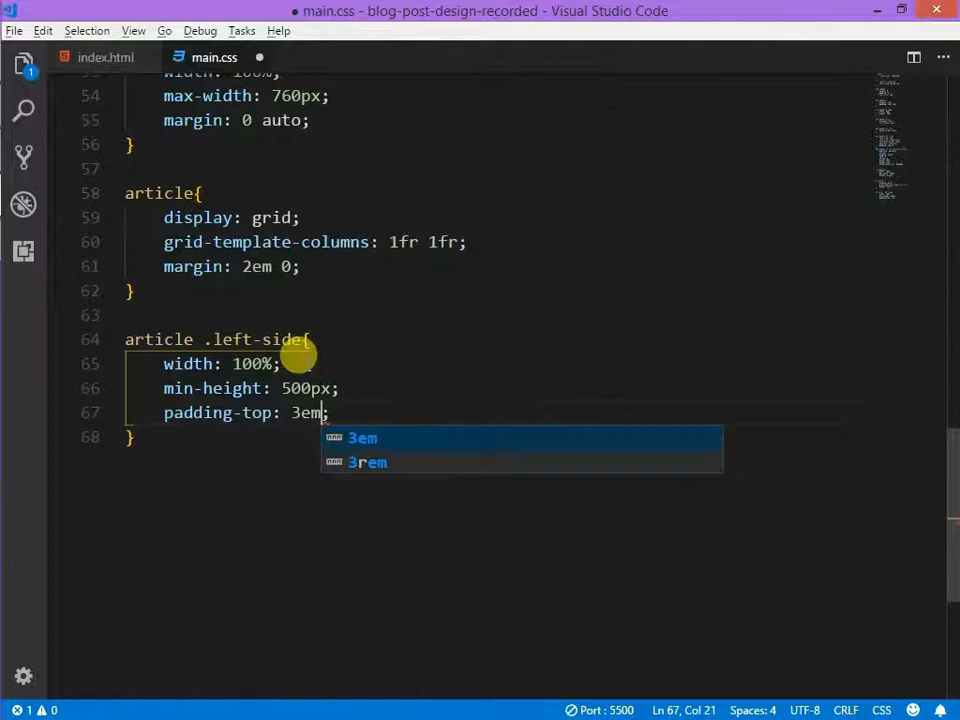 ● main.css - blog-post-design-recorded - Visual Studio Code
File Edit Selection View Go Debug Tasks Help
1 index.html main.css ●
width: 100%;
54 max-width: 760px;
55 margin: 0 auto;
56 }
57
58 article{
59 display: grid;
60 grid-template-columns: 1fr 1fr;
61 margin: 2em 0;
62 }
63
64 article .left-side{
65 width: 100%;
66 min-height: 500px;
67 padding-top: 3em;
3em
68 }
3rem
1 0 Port : 5500 Ln 67, Col 21 Spaces: 4 UTF-8 CRLF CSS